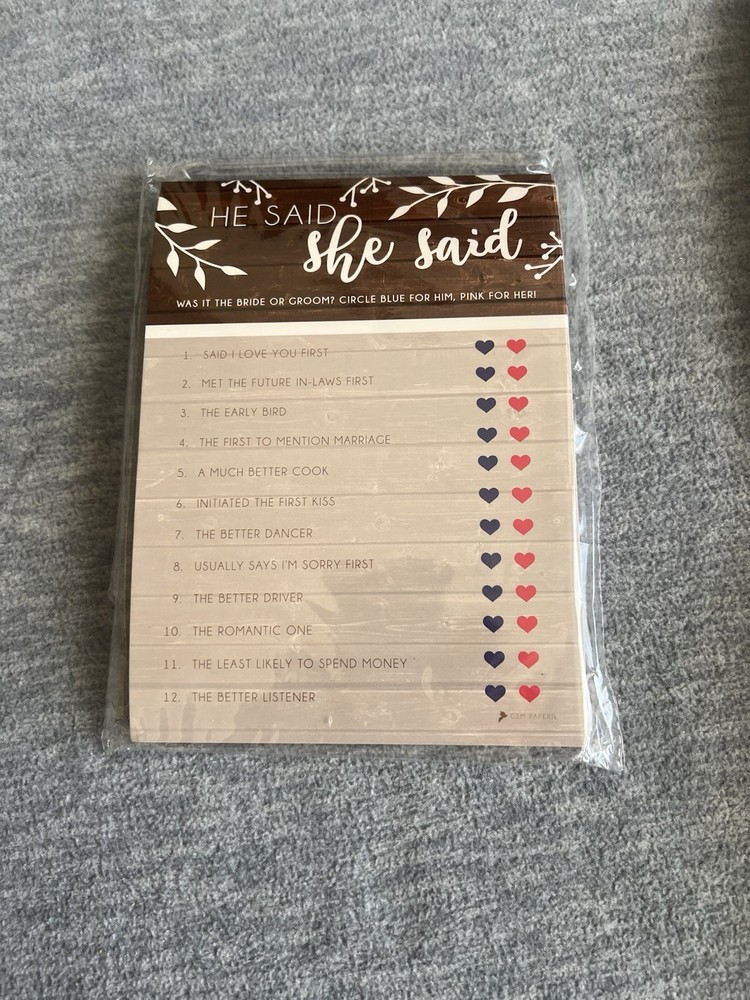 HE SAID
she said
WAS IT THE BRIDE OR GROOM? CIRCLE BLUE FOR HIM, PINK FOR HER!
1. SAID I LOVE YOU FIRST
2. MET THE FUTURE IN-LAWS FIRST
3. THE EARLY BIRD
4. THE FIRST TO MENTION MARRIAGE
5. A MUCH BETTER COOK
6. INITIATED THE FIRST KISS
7. THE BETTER DANCER
8. USUALLY SAYS I'M SORRY FIRST
9. THE BETTER DRIVER
10. THE ROMANTIC ONE
11. THE LEAST LIKELY TO SPEND MONEY
12. THE BETTER LISTENER